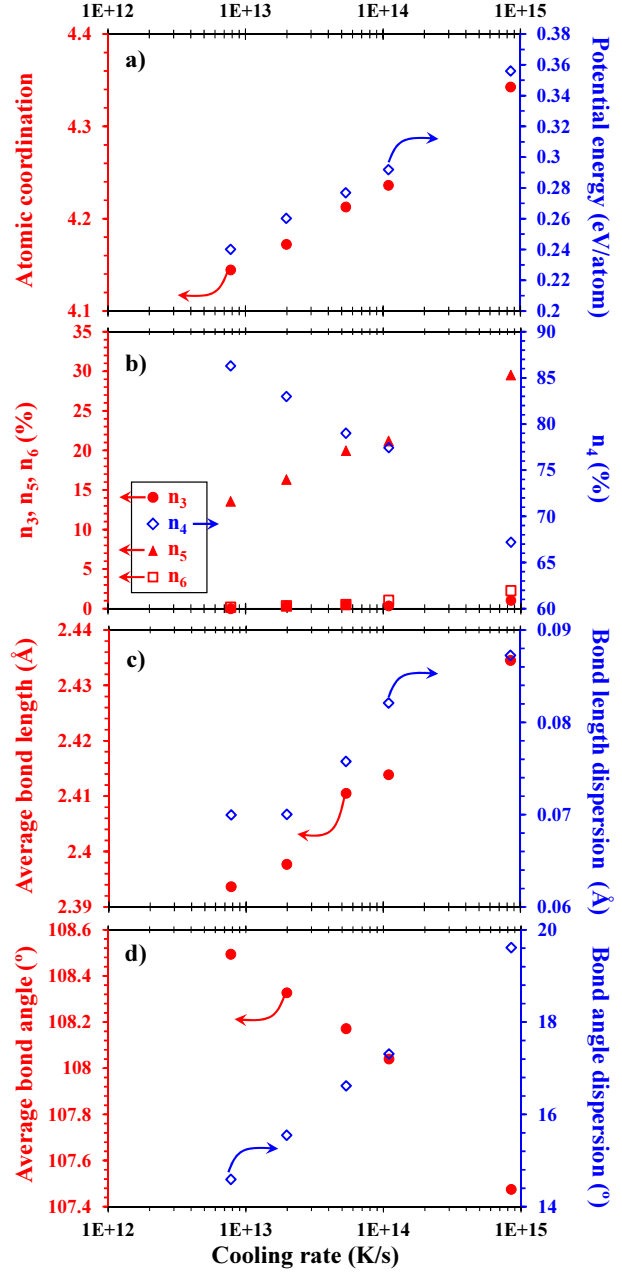 1E+12 1E+13 1E+14 1E+15
a)
Atomic coordination
4.4
4.3
4.2
4.1
0.38
0.36
0.34
0.32
0.3
0.28
0.26
0.24
0.22
0.2
Potential energy (eV/atom)
b)
n3, n5, n6 (%)
35
30
25
20
15
10
5
0
n3
n4
n5
n6
90
85
80
75
70
65
60
n4 (%)
c)
Average bond length (Å)
2.44
2.43
2.42
2.41
2.4
2.39
0.09
0.08
0.07
0.06
Bond length dispersion (Å)
d)
Average bond angle (º)
108.6
108.4
108.2
108
107.8
107.6
107.4
20
18
16
14
Bond angle dispersion (º)
1E+12 1E+13 1E+14 1E+15
Cooling rate (K/s)